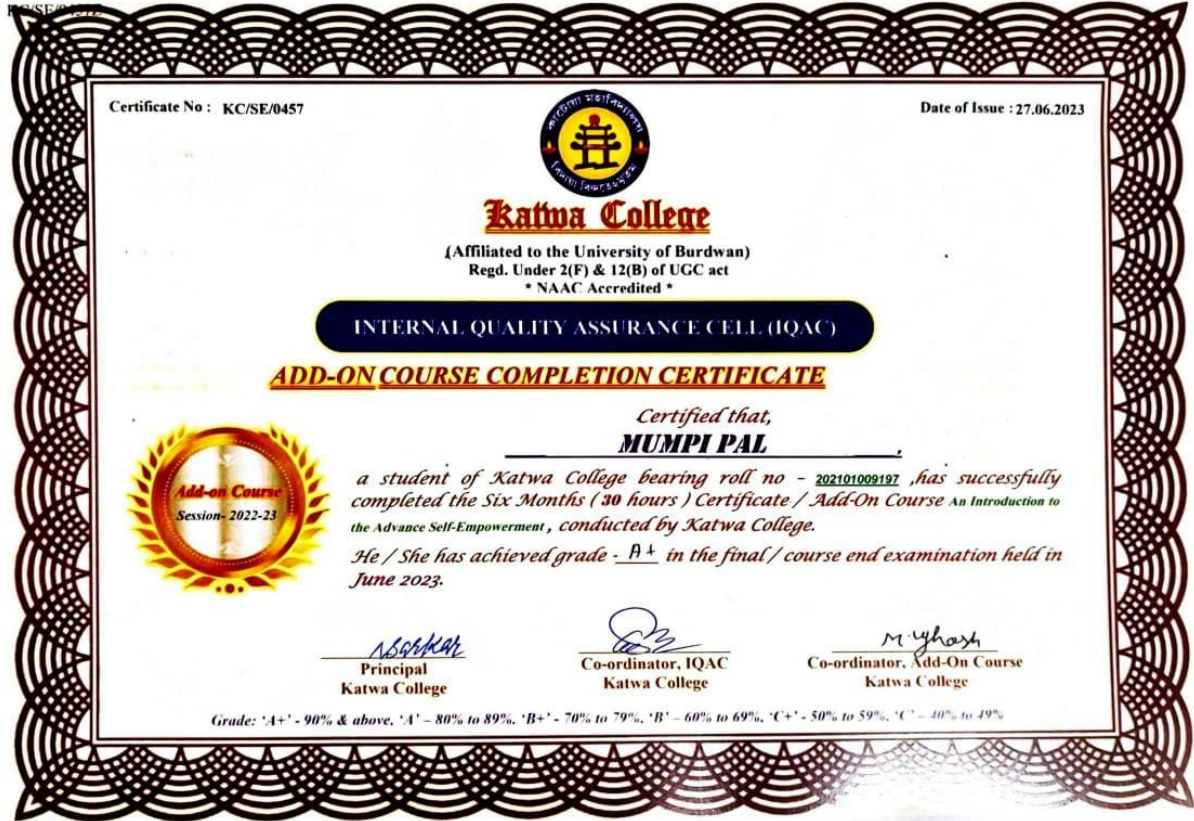 Certificate No : KC/SE/0457
Date of Issue : 27.06.2023
কাটোয়া মহাবিদ্যালয়
Katwa College
(Affiliated to the University of Burdwan)
Regd. Under 2(F) & 12(B) of UGC act
* NAAC Accredited *
INTERNAL QUALITY ASSURANCE CELL (IQAC)
ADD-ON COURSE COMPLETION CERTIFICATE
Certified that,
MUMPI PAL ,
Add-on Course
Session- 2022-23
a student of Katwa College bearing roll no - 202101009197 ,has successfully
completed the Six Months ( 30 hours ) Certificate / Add-On Course An Introduction to
the Advance Self-Empowerment , conducted by Katwa College.
He / She has achieved grade - A+ in the final / course end examination held in
June 2023.
NSarkar
M. Ghosh
Principal
Katwa College
Co-ordinator, IQAC
Katwa College
Co-ordinator, Add-On Course
Katwa College
Grade: 'A+' - 90% & above, 'A' – 80% to 89%, 'B+' - 70% to 79%, 'B' – 60% to 69%, 'C+' - 50% to 59%, 'C' – 40% to 49%